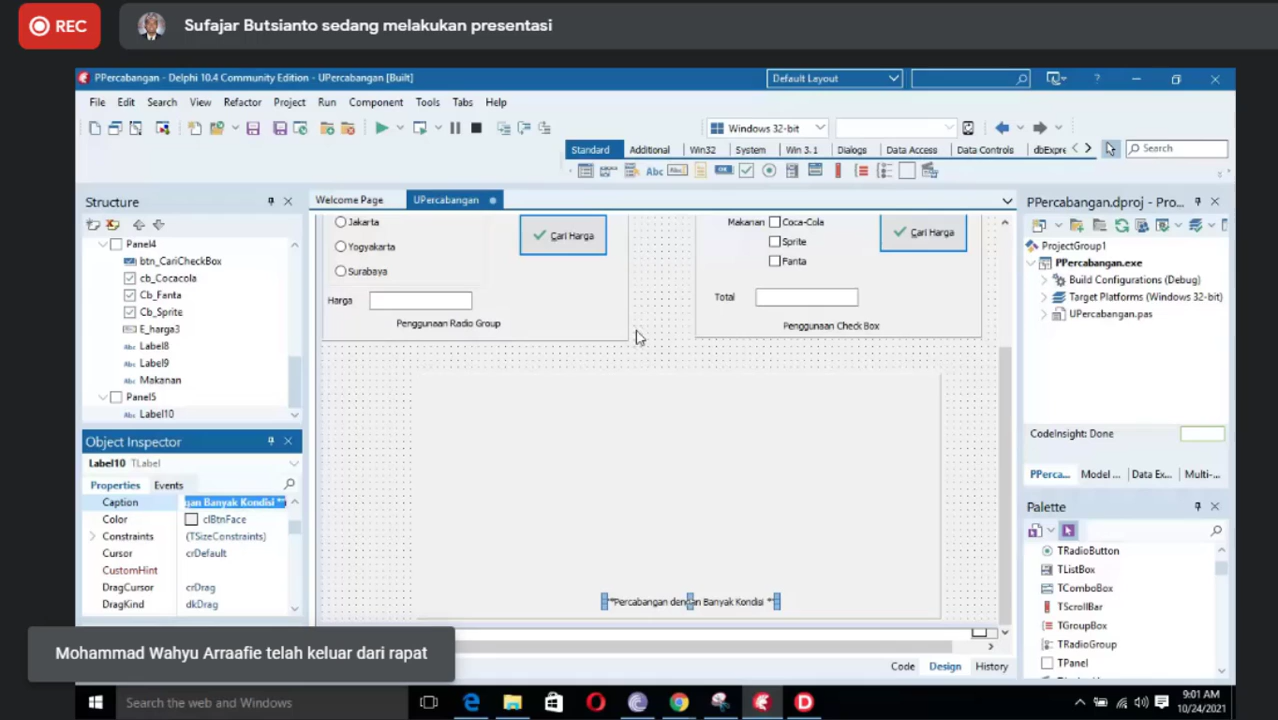 REC
Sufajar Butsianto sedang melakukan presentasi
PPercabangan - Delphi 10.4 Community Edition - UPercabangan [Built]
Default Layout
File Edit Search View Refactor Project Run Component Tools Tabs Help
Windows 32-bit
Standard Additional Win32 System Win 3.1 Dialogs Data Access Data Controls dbExpre
Search
Structure
Welcome Page
UPercabangan
PPercabangan.dproj - Pro...
Panel4
btn_CariCheckBox
cb_Cocacola
Cb_Fanta
Cb_Sprite
E_harga3
Label8
Label9
Makanan
Panel5
Label10
Jakarta
Yogyakarta
Surabaya
Cari Harga
Harga
Penggunaan Radio Group
Makanan
Coca-Cola
Sprite
Fanta
Cari Harga
Total
Penggunaan Check Box
ProjectGroup1
PPercabangan.exe
Build Configurations (Debug)
Target Platforms (Windows 32-bit)
UPercabangan.pas
CodeInsight: Done
PPerca... Model ... Data Ex... Multi-...
Object Inspector
Label10 TLabel
Properties Events
Caption gan Banyak Kondisi **
Color clBtnFace
Constraints (TSizeConstraints)
Cursor crDefault
CustomHint
DragCursor crDrag
DragKind dkDrag
Percabangan dengan Banyak Kondisi
Palette
TRadioButton
TListBox
TComboBox
TScrollBar
TGroupBox
TRadioGroup
TPanel
Code Design History
Mohammad Wahyu Arraafie telah keluar dari rapat
Search the web and Windows
9:01 AM
10/24/2021